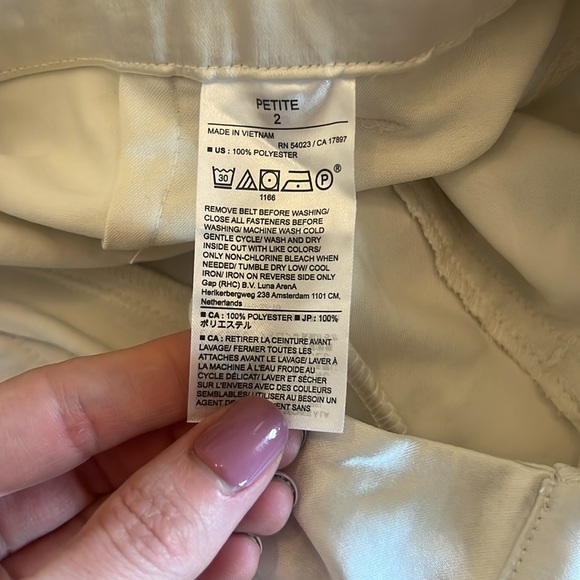 PETITE
2
MADE IN VIETNAM
RN 54023 / CA 17897
■ US : 100% POLYESTER
30 P ®
1166
REMOVE BELT BEFORE WASHING/
CLOSE ALL FASTENERS BEFORE
WASHING/ MACHINE WASH COLD
GENTLE CYCLE/ WASH AND DRY
INSIDE OUT WITH LIKE COLORS/
ONLY NON-CHLORINE BLEACH WHEN
NEEDED/ TUMBLE DRY LOW/ COOL
IRON/ IRON ON REVERSE SIDE ONLY
Gap (RHC) B.V. Luna ArenA
Herikerbergweg 238 Amsterdam 1101 CM,
Netherlands
■ CA : 100% POLYESTER ■ JP : 100%
ポリエステル
■ CA : RETIRER LA CEINTURE AVANT
LAVAGE/ FERMER TOUTES LES
ATTACHES AVANT LE LAVAGE/ LAVER À
LA MACHINE À L'EAU FROIDE AU
CYCLE DÉLICAT/ LAVER ET SÉCHER
SUR L'ENVERS AVEC DES COULEURS
SEMBLABLES/ UTILISER AU BESOIN UN
AGENT DE SANS